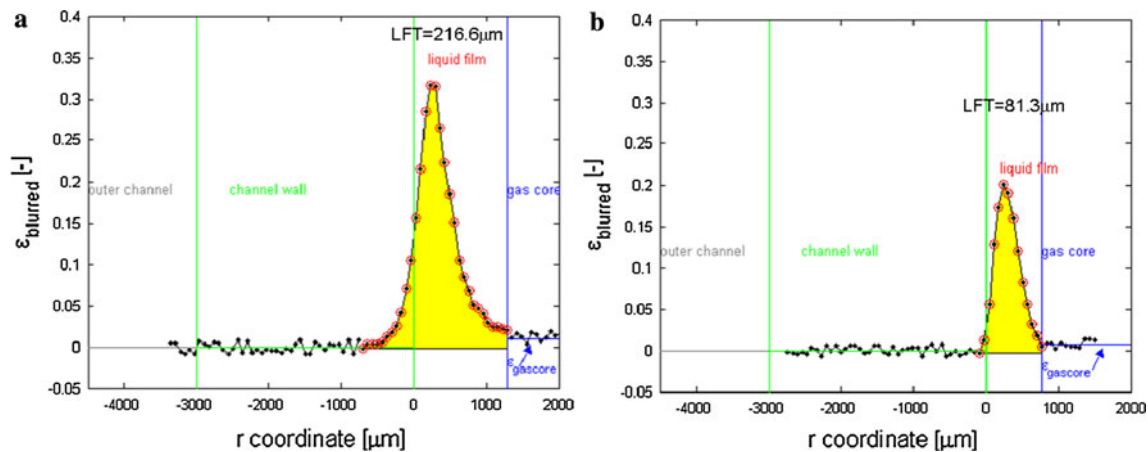 a
LFT=216.6μm
liquid film
0.4
0.35
0.3
0.25
0.2
0.15
0.1
0.05
0
-0.05
ε blurred [-]
outer channel
channel wall
gas core
ε gascore
-4000 -3000 -2000 -1000 0 1000 2000
r coordinate [μm]
b
LFT=81.3μm
liquid film
0.4
0.35
0.3
0.25
0.2
0.15
0.1
0.05
0
-0.05
ε blurred [-]
outer channel
channel wall
gas core
ε gascore
-4000 -3000 -2000 -1000 0 1000 2000
r coordinate [μm]